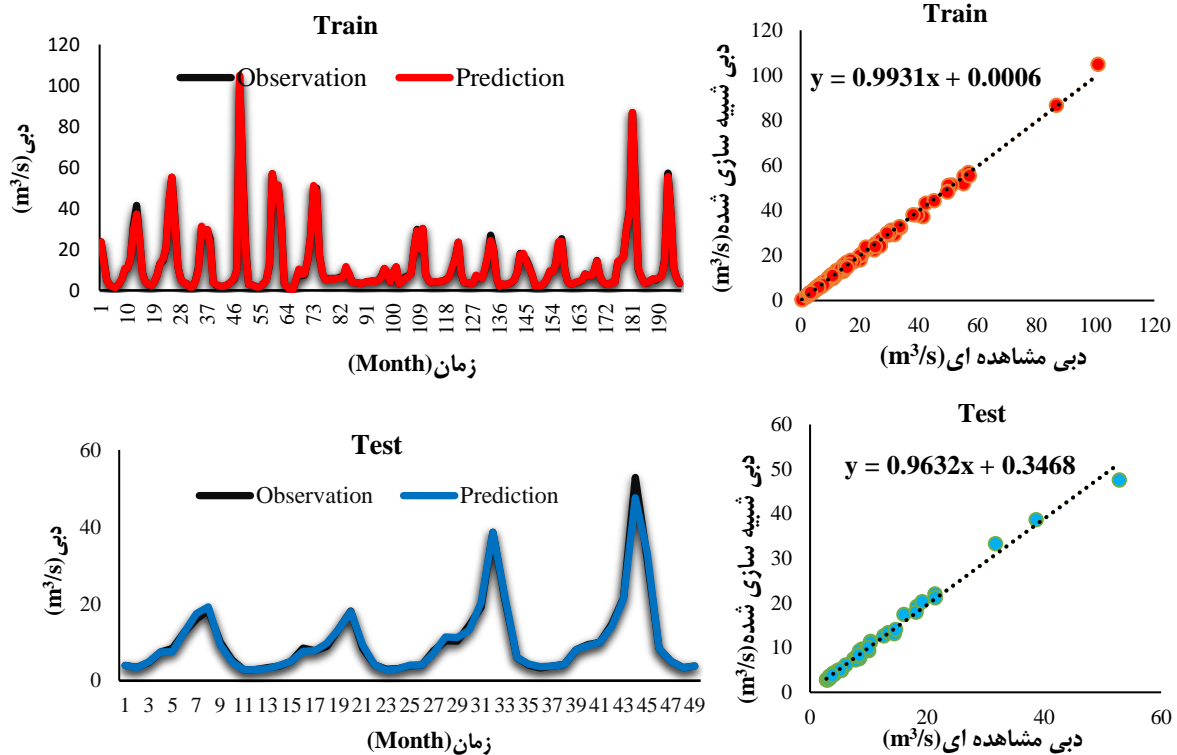 Train
Observation Prediction
120
100
80
60
40
20
0
1 10 19 28 37 46 55 64 73 82 91 100 109 118 127 136 145 154 163 172 181 190
دبی(m³/s)
زمان(Month)
Train
y = 0.9931x + 0.0006
120
100
80
60
40
20
0
0 20 40 60 80 100 120
دبی شبیه سازی شده(m³/s)
دبی مشاهده ای(m³/s)
Test
Observation Prediction
60
40
20
0
1 3 5 7 9 11 13 15 17 19 21 23 25 27 29 31 33 35 37 39 41 43 45 47 49
دبی(m³/s)
زمان(Month)
Test
y = 0.9632x + 0.3468
60
50
40
30
20
10
0
0 20 40 60
دبی شبیه سازی شده(m³/s)
دبی مشاهده ای(m³/s)